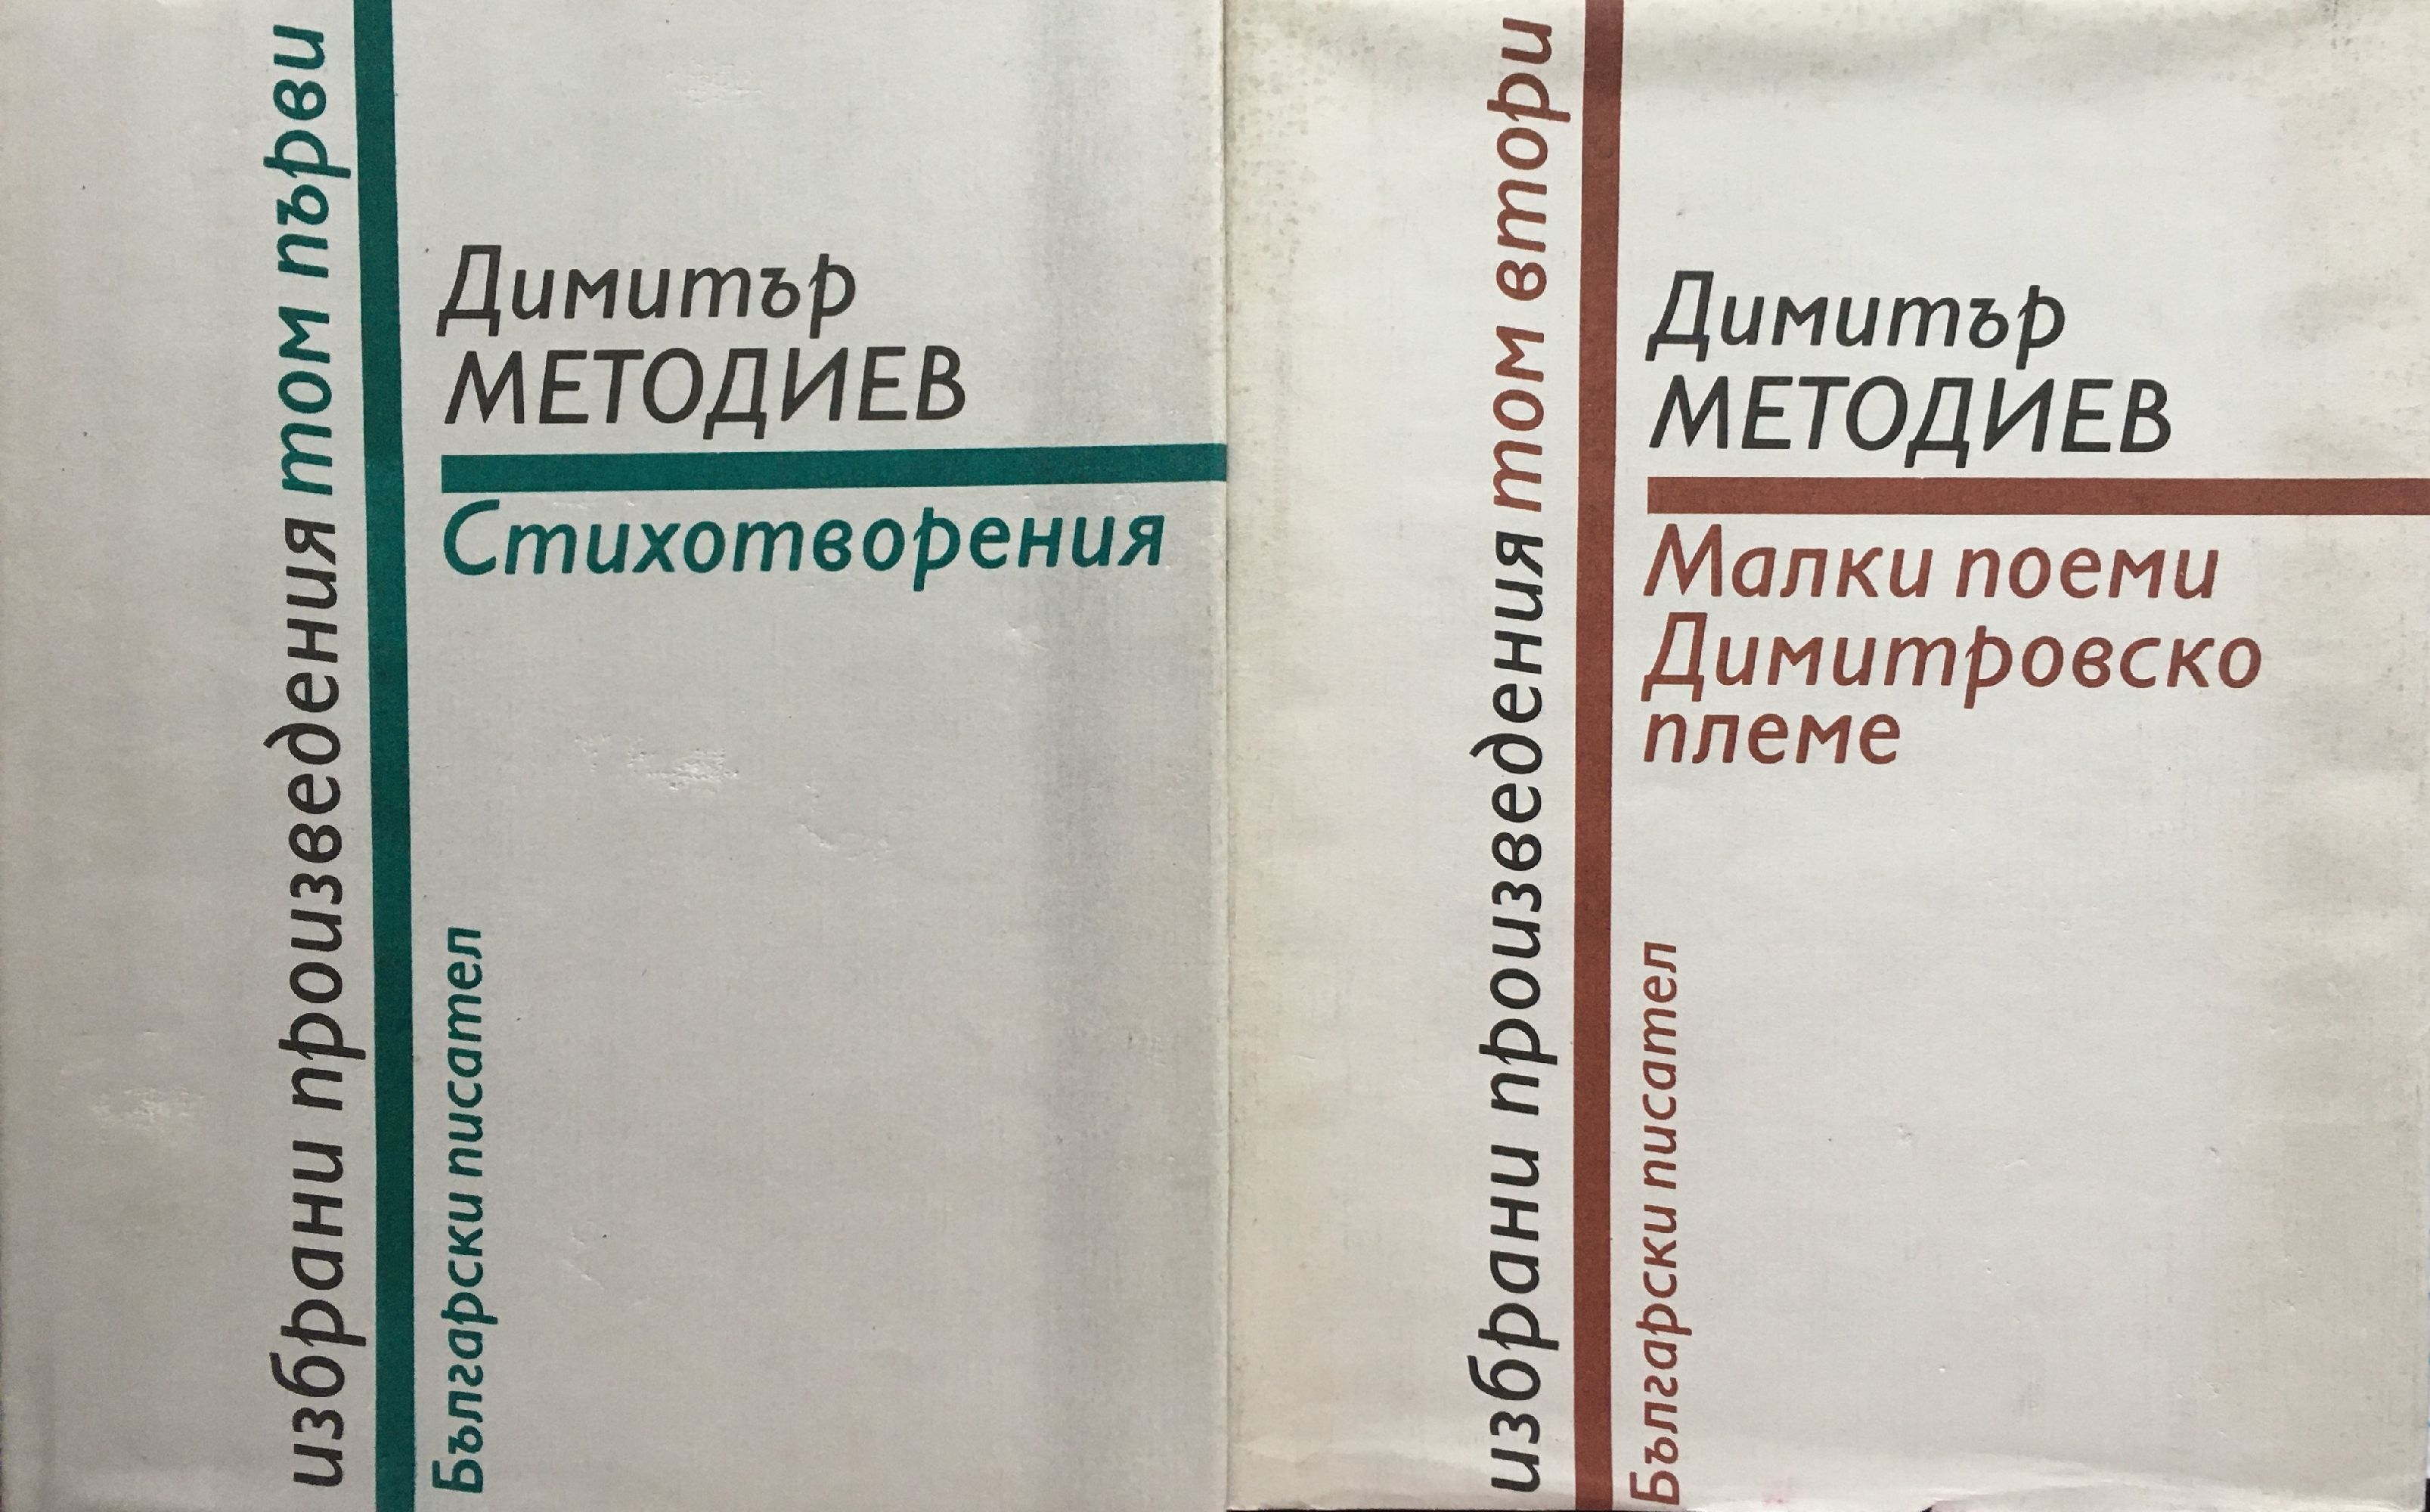 избрани произведения том първи
Димитър
МЕТОДИЕВ
Стихотворения
Български писател
избрани произведения том втори
Димитър
МЕТОДИЕВ
Малки поеми
Димитровско
племе
Български писател